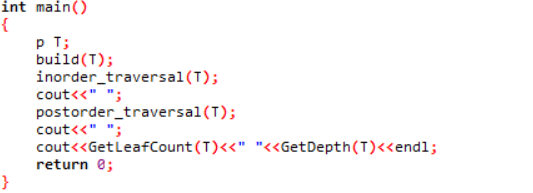 int main()
{
    p T;
    build(T);
    inorder_traversal(T);
    cout<<" ";
    postorder_traversal(T);
    cout<<" ";
    cout<<GetLeafCount(T)<<" "<<GetDepth(T)<<endl;
    return 0;
}